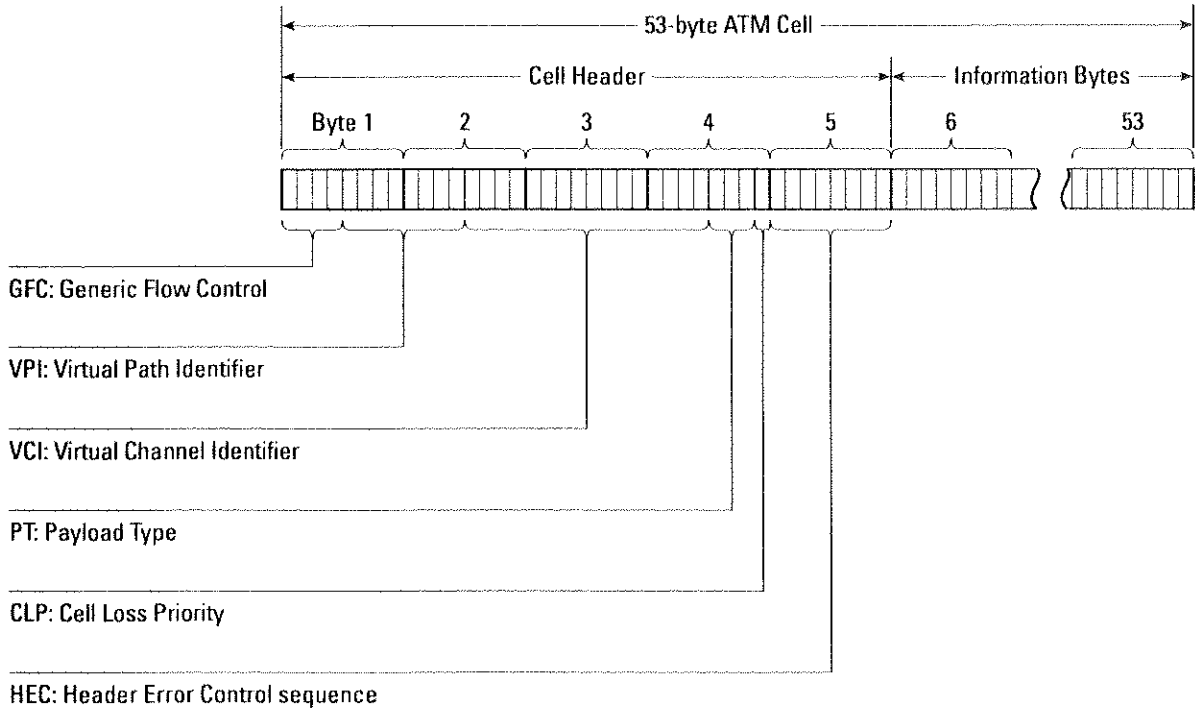 53-byte ATM Cell
Cell Header
Information Bytes
Byte 1 2 3 4 5 6 53
GFC: Generic Flow Control
VPI: Virtual Path Identifier
VCI: Virtual Channel Identifier
PT: Payload Type
CLP: Cell Loss Priority
HEC: Header Error Control sequence